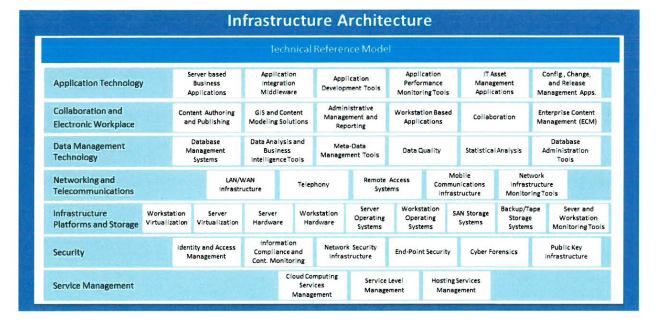 Infrastructure Architecture
Technical Reference Model
Application Technology
Server based
Business
Applications
Application
Integration
Middleware
Application
Development Tools
Application
Performance
Monitoring Tools
IT Asset
Management
Applications
Config., Change,
and Release
Management Apps.
Collaboration and
Electronic Workplace
Content Authoring
and Publishing
GIS and Content
Modeling Solutions
Administrative
Management and
Reporting
Workstation Based
Applications
Collaboration
Enterprise Content
Management (ECM)
Data Management
Technology
Database
Management
Systems
Data Analysis and
Business
Intelligence Tools
Meta-Data
Management Tools
Data Quality
Statistical Analysis
Database
Administration
Tools
Networking and
Telecommunications
LAN/WAN
Infrastructure
Telephony
Remote Access
Systems
Mobile
Communications
Infrastructure
Network
Infrastructure
Monitoring Tools
Infrastructure
Platforms and Storage
Workstation
Virtualization
Server
Virtualization
Server
Hardware
Workstation
Hardware
Server
Operating
Systems
Workstation
Operating
Systems
SAN Storage
Systems
Backup/Tape
Storage
Systems
Sever and
Workstation
Monitoring Tools
Security
Identity and Access
Management
Information
Compliance and
Cont. Monitoring
Network Security
Infrastructure
End-Point Security
Cyber Forensics
Public Key
Infrastructure
Service Management
Cloud Computing
Services
Management
Service Level
Management
Hosting Services
Management